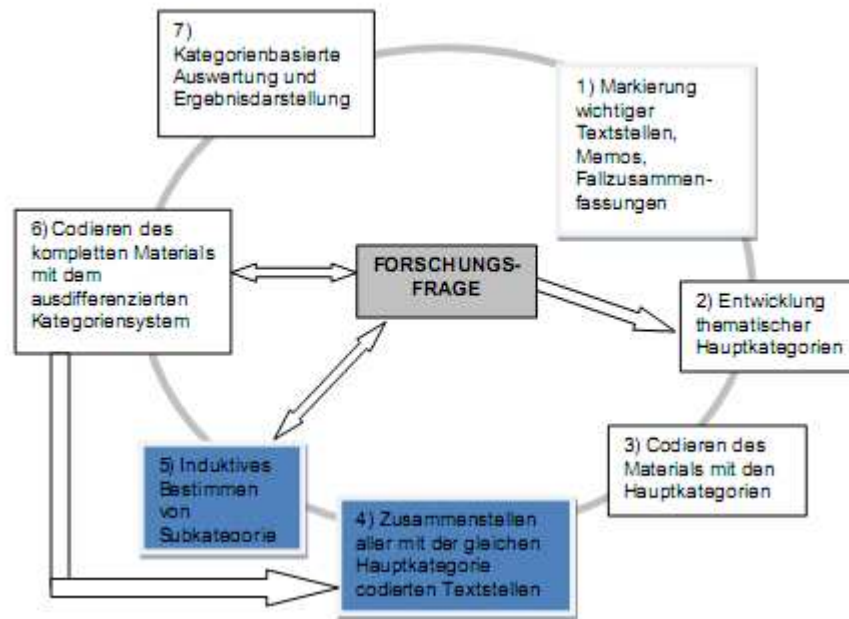 7)
Kategorienbasierte
Auswertung und
Ergebnisdarstellung
1) Markierung
wichtiger
Textstellen,
Memos,
Fallzusammen-
fassungen
6) Codieren des
kompletten Materials
mit dem
ausdifferenzierten
Kategoriensystem
FORSCHUNGS-
FRAGE
2) Entwicklung
thematischer
Hauptkategorien
3) Codieren des
Materials mit den
Hauptkategorien
5) Induktives
Bestimmen
von
Subkategorie
4) Zusammenstellen
aller mit der gleichen
Hauptkategorie
codierten Textstellen